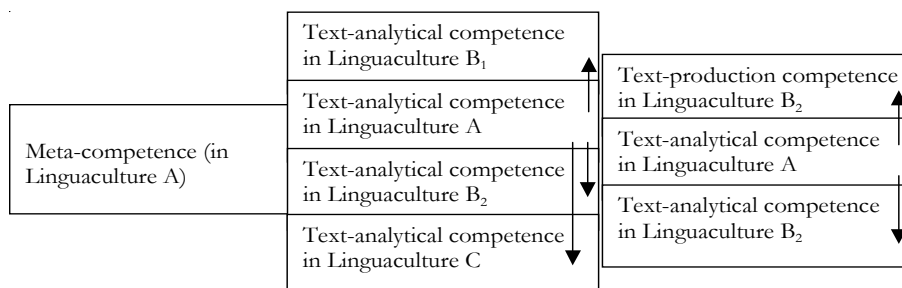 Meta-competence (in
Linguaculture A)
Text-analytical competence
in Linguaculture B₁
Text-analytical competence
in Linguaculture A
Text-analytical competence
in Linguaculture B₂
Text-analytical competence
in Linguaculture C
Text-production competence
in Linguaculture B₂
Text-analytical competence
in Linguaculture A
Text-analytical competence
in Linguaculture B₂